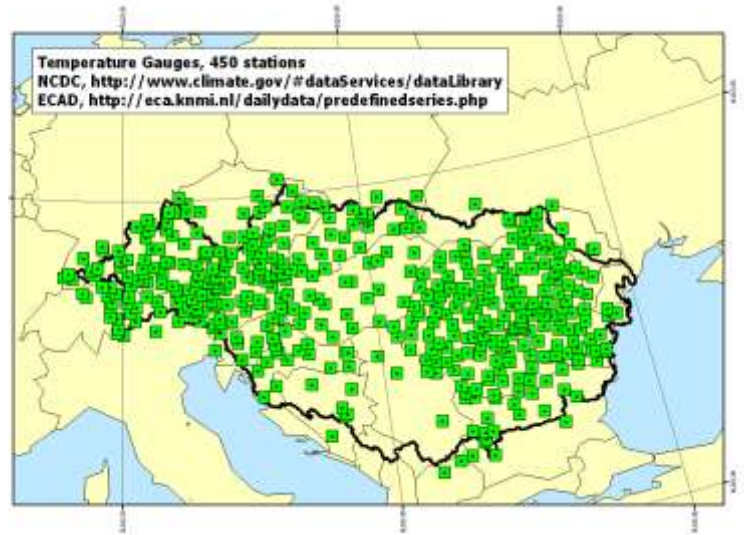 Temperature Gauges, 450 stations
NCDC, http://www.climate.gov/#dataServices/dataLibrary
ECAD, http://eca.knmi.nl/dailydata/predefinedseries.php